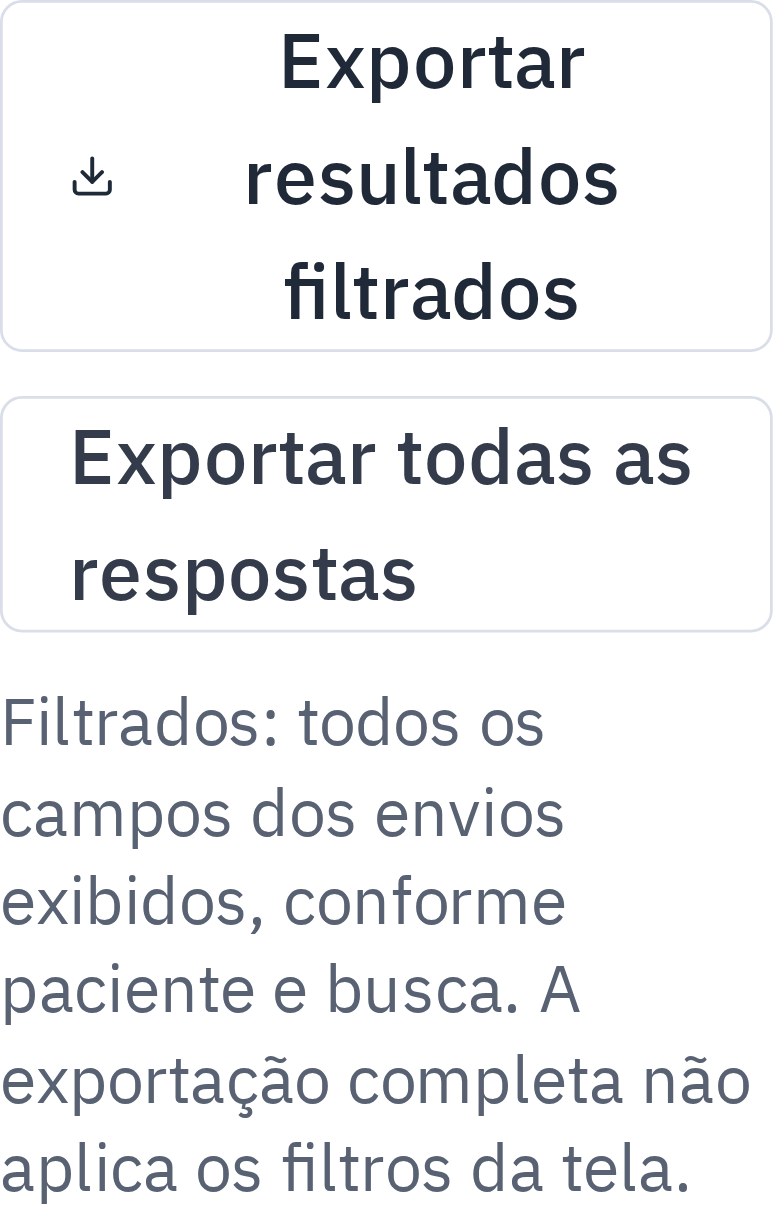 Exportar
resultados
filtrados
Exportar todas as
respostas
Filtrados: todos os
campos dos envios
exibidos, conforme
paciente e busca. A
exportação completa não
aplica os filtros da tela.